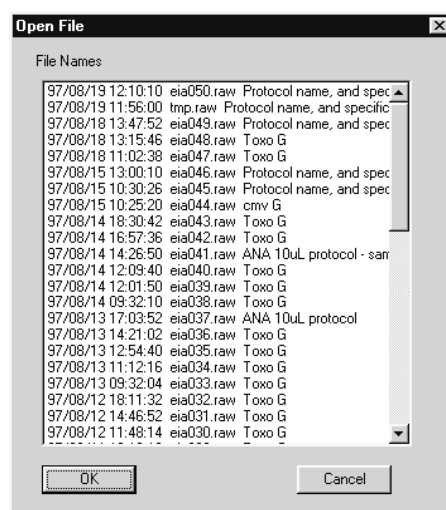 Open File
File Names
97/08/19 12:10:10 eia050.raw Protocol name, and spec
97/08/19 11:56:00 tmp.raw Protocol name, and specific
97/08/18 13:47:52 eia049.raw Protocol name, and spec
97/08/18 13:15:46 eia048.raw Toxo G
97/08/18 11:02:38 eia047.raw Toxo G
97/08/15 13:00:10 eia046.raw Protocol name, and spec
97/08/15 10:30:26 eia045.raw Protocol name, and spec
97/08/15 10:25:20 eia044.raw cmv G
97/08/14 18:30:42 eia043.raw Toxo G
97/08/14 16:57:36 eia042.raw Toxo G
97/08/14 14:26:50 eia041.raw ANA 10uL protocol - sam
97/08/14 12:09:40 eia040.raw Toxo G
97/08/14 12:01:50 eia039.raw Toxo G
97/08/14 09:32:10 eia038.raw Toxo G
97/08/13 17:03:52 eia037.raw ANA 10uL protocol
97/08/13 14:21:02 eia036.raw Toxo G
97/08/13 12:54:40 eia035.raw Toxo G
97/08/13 11:12:16 eia034.raw Toxo G
97/08/13 09:32:04 eia033.raw Toxo G
97/08/12 18:11:32 eia032.raw Toxo G
97/08/12 14:46:52 eia031.raw Toxo G
97/08/12 11:48:14 eia030.raw Toxo G
OK
Cancel